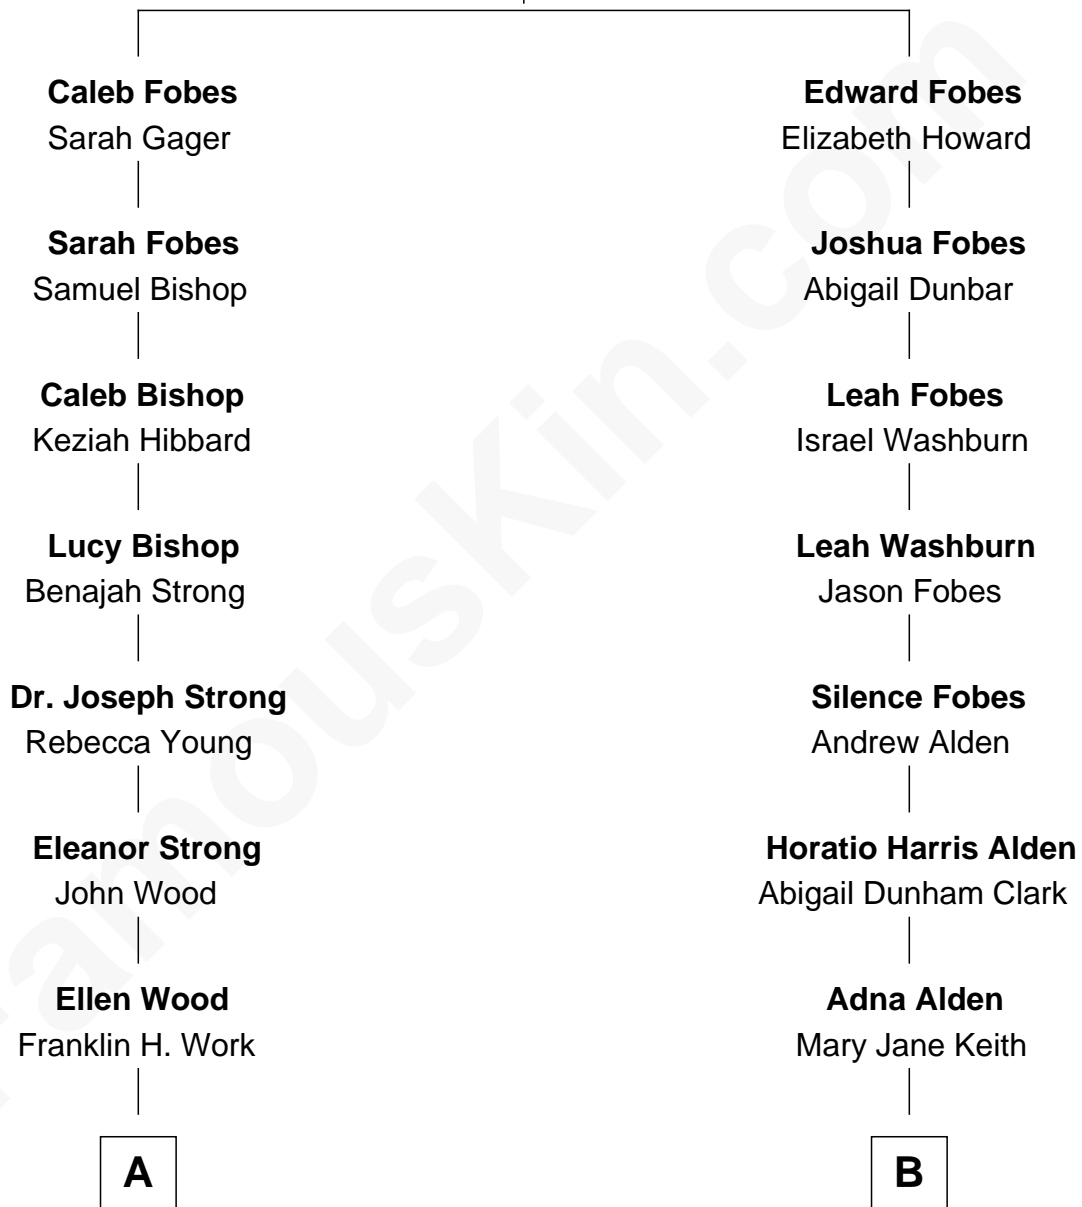 Caleb Fobes
Sarah Gager
Sarah Fobes
Samuel Bishop
Caleb Bishop
Keziah Hibbard
Lucy Bishop
Benajah Strong
Dr. Joseph Strong
Rebecca Young
Eleanor Strong
John Wood
Ellen Wood
Franklin H. Work
A
Edward Fobes
Elizabeth Howard
Joshua Fobes
Abigail Dunbar
Leah Fobes
Israel Washburn
Leah Washburn
Jason Fobes
Silence Fobes
Andrew Alden
Horatio Harris Alden
Abigail Dunham Clark
Adna Alden
Mary Jane Keith
B
FamousKin.com